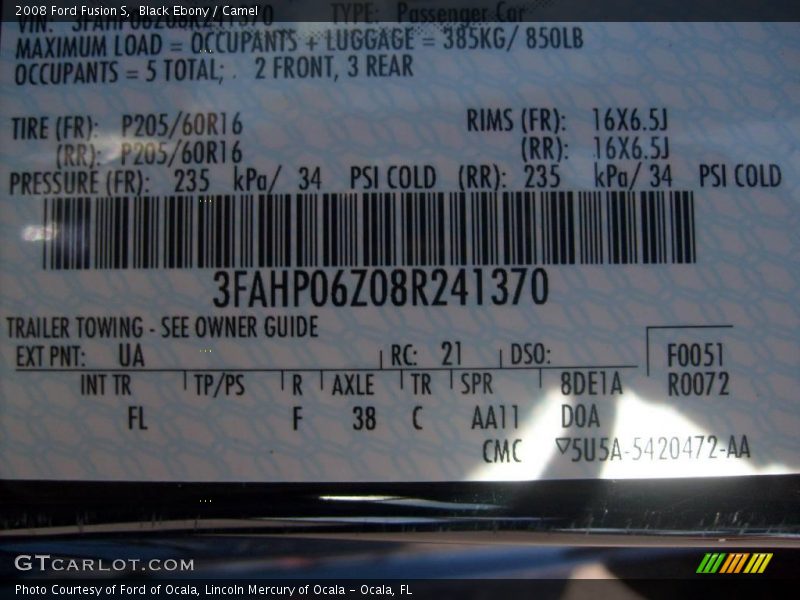 2008 Ford Fusion S, Black Ebony / Camel
VIN: 3FAHP06Z08R241370 TYPE: Passenger Car
MAXIMUM LOAD = OCCUPANTS + LUGGAGE = 385KG/ 850LB
OCCUPANTS = 5 TOTAL; 2 FRONT, 3 REAR
TIRE (FR): P205/60R16 RIMS (FR): 16X6.5J
(RR): P205/60R16 (RR): 16X6.5J
PRESSURE (FR): 235 kPa/ 34 PSI COLD (RR): 235 kPa/ 34 PSI COLD
3FAHP06Z08R241370
TRAILER TOWING - SEE OWNER GUIDE
EXT PNT: UA RC: 21 DSO: F0051
INT TR TP/PS R AXLE TR SPR 8DE1A R0072
FL F 38 C AA11 D0A
CMC ▽5U5A-5420472-AA
GTCARLOT.COM
Photo Courtesy of Ford of Ocala, Lincoln Mercury of Ocala – Ocala, FL